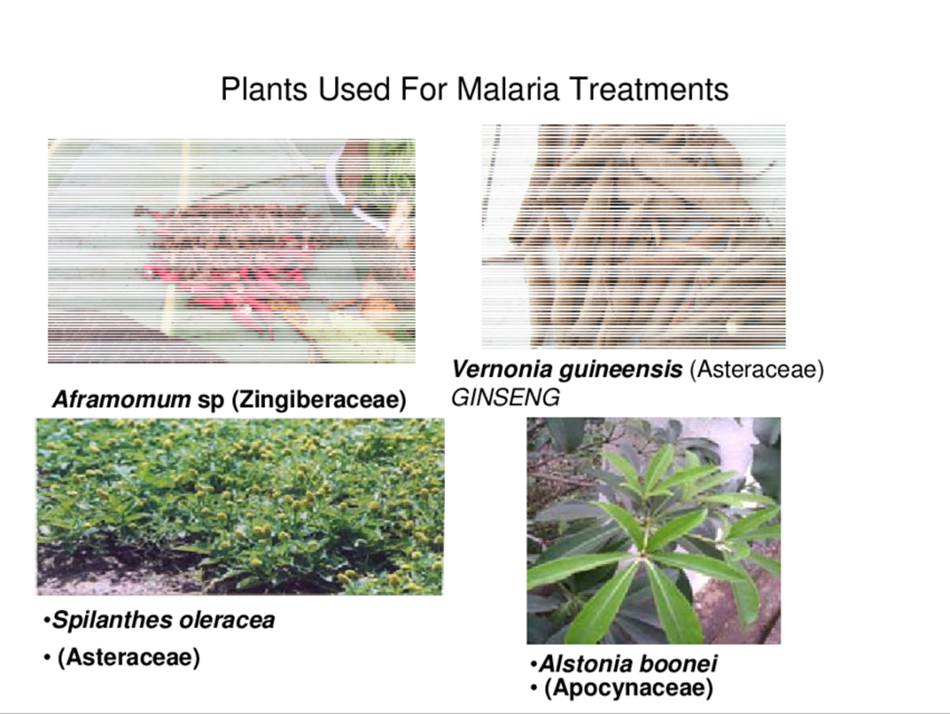 Plants Used For Malaria Treatments
Aframomum sp (Zingiberaceae)
Vernonia guineensis (Asteraceae)
GINSENG
•Spilanthes oleracea
• (Asteraceae)
•Alstonia boonei
• (Apocynaceae)